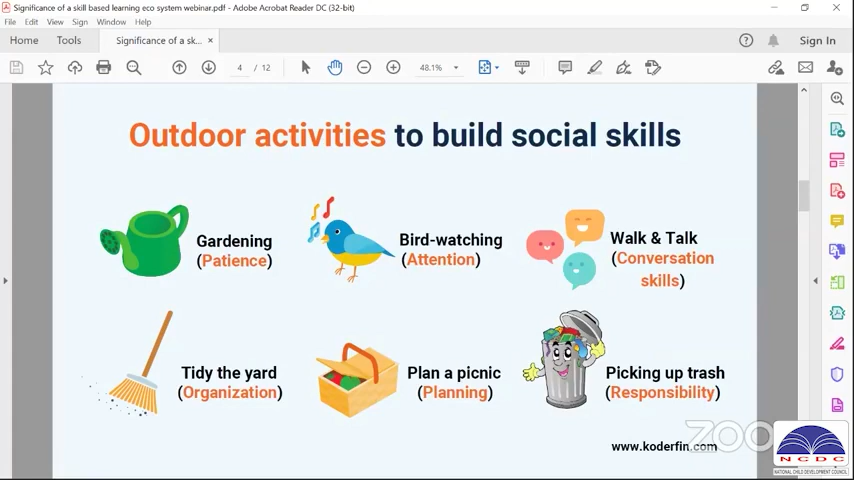 Significance of a skill based learning eco system webinar.pdf - Adobe Acrobat Reader DC (32-bit)
File Edit View Sign Window Help
Home Tools Significance of a sk... × Sign In
4 / 12 48.1%
Outdoor activities to build social skills
Gardening
(Patience)
Bird-watching
(Attention)
Walk & Talk
(Conversation
skills)
Tidy the yard
(Organization)
Plan a picnic
(Planning)
Picking up trash
(Responsibility)
www.koderfin.com
zoom
NCDC
NATIONAL CHILD DEVELOPMENT COUNCIL